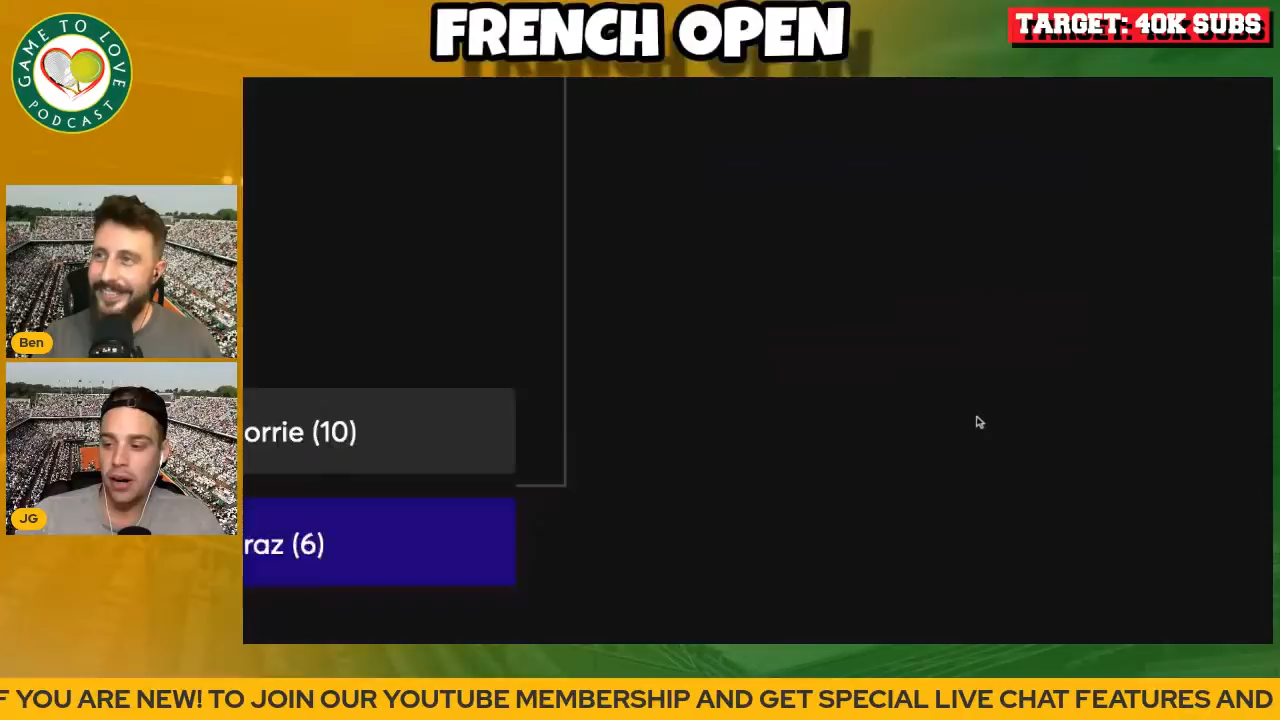 GAME TO LOVE
PODCAST
FRENCH OPEN
TARGET: 40K SUBS
Ben
JG
orrie (10)
raz (6)
F YOU ARE NEW! TO JOIN OUR YOUTUBE MEMBERSHIP AND GET SPECIAL LIVE CHAT FEATURES AND